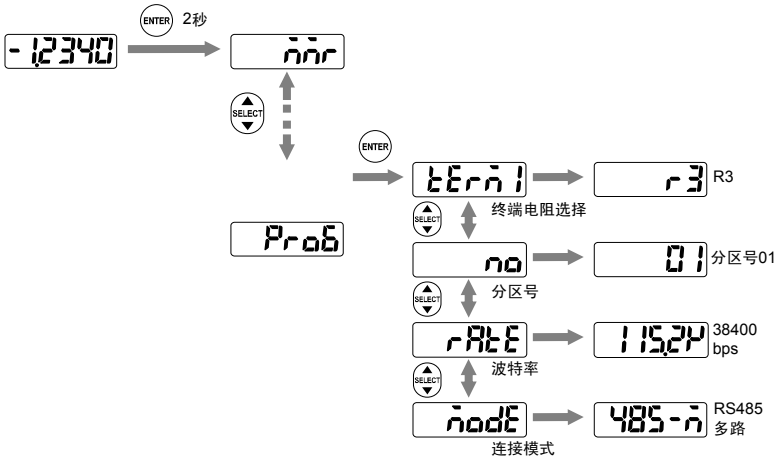 ENTER 2秒
-1.2340
mmr
SELECT
ENTER
tErm1
r3 R3
SELECT
终端电阻选择
ProG
no
01 分区号01
SELECT
分区号
rAtE
115.2k 38400
bps
SELECT
波特率
modE
485-m RS485
多路
连接模式